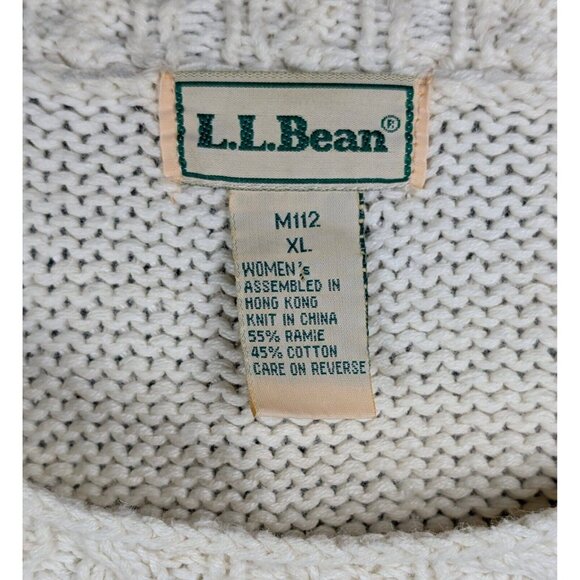 L.L.Bean®
M112
XL
WOMEN's
ASSEMBLED IN
HONG KONG
KNIT IN CHINA
55% RAMIE
45% COTTON
CARE ON REVERSE